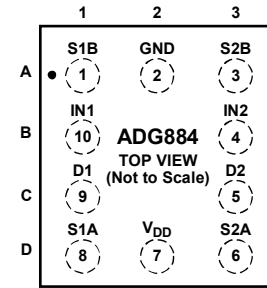 1 2 3
A S1B GND S2B
1 2 3
IN1 IN2
B 10 ADG884 4
TOP VIEW
(Not to Scale)
D1 D2
C 9 5
S1A VDD S2A
D 8 7 6